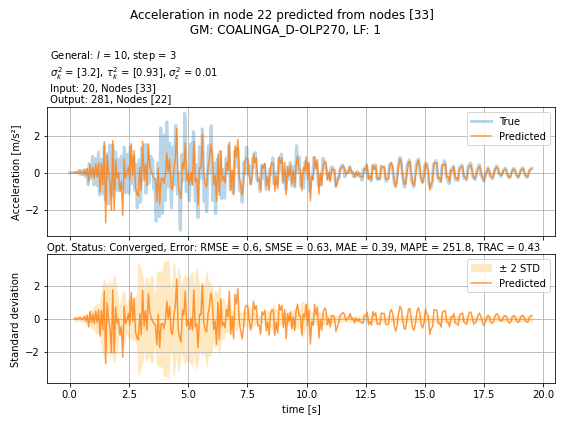 Acceleration in node 22 predicted from nodes [33]
GM: COALINGA_D-OLP270, LF: 1
General: l = 10, step = 3
σ²ₖ = [3.2], τ²ₖ = [0.93], σ²ε = 0.01
Input: 20, Nodes [33]
Output: 281, Nodes [22]
True
Predicted
Acceleration [m/s²]
2
0
−2
Opt. Status: Converged, Error: RMSE = 0.6, SMSE = 0.63, MAE = 0.39, MAPE = 251.8, TRAC = 0.43
± 2 STD
Predicted
Standard deviation
2
0
−2
0.0 2.5 5.0 7.5 10.0 12.5 15.0 17.5 20.0
time [s]